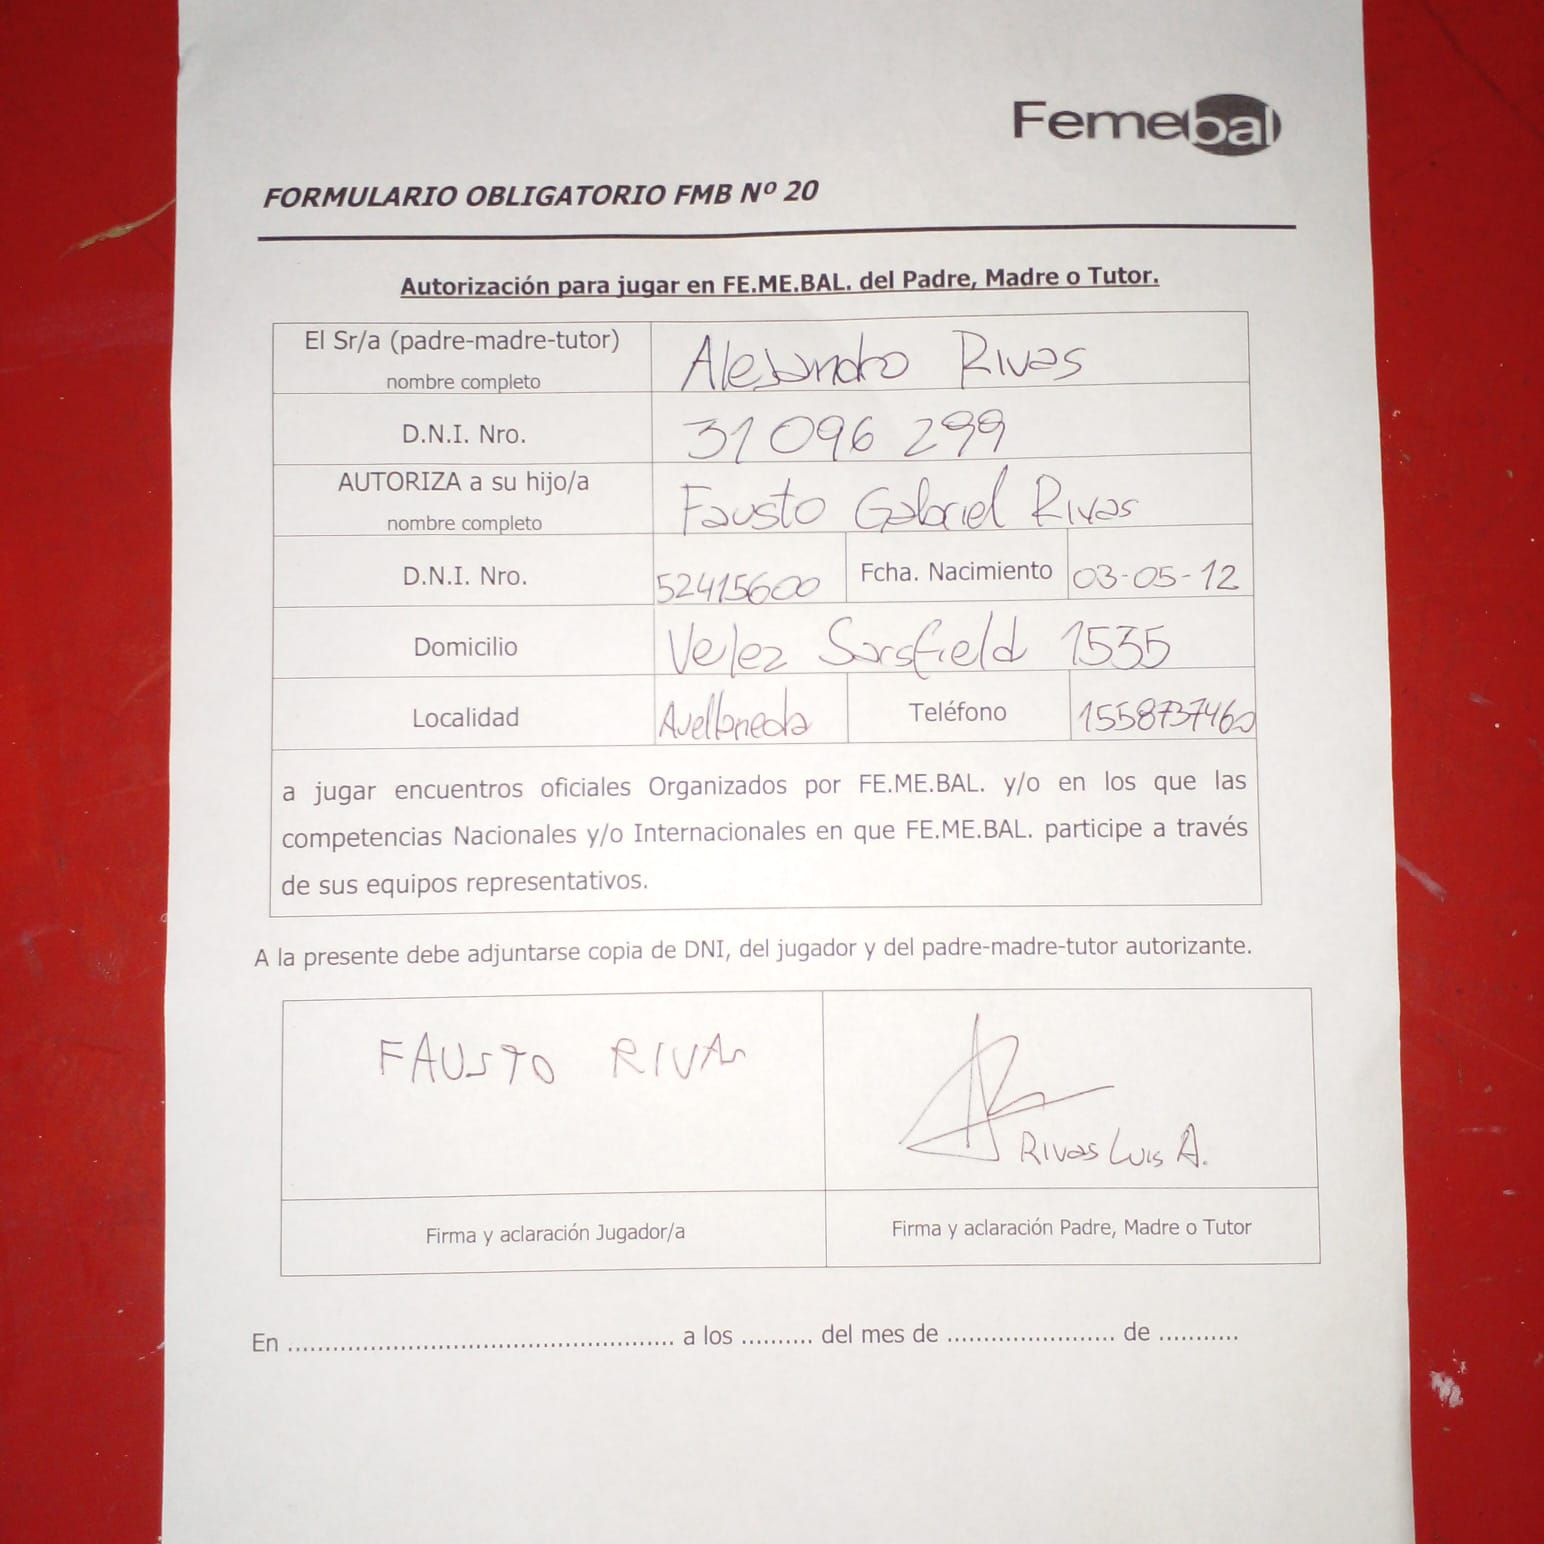 Femebal
FORMULARIO OBLIGATORIO FMB Nº 20
Autorización para jugar en FE.ME.BAL. del Padre, Madre o Tutor.
El Sr/a (padre-madre-tutor)
nombre completo
Alejandro Rivas
D.N.I. Nro.
31 096 299
AUTORIZA a su hijo/a
nombre completo
Fausto Gabriel Rivas
D.N.I. Nro.
52415600
Fcha. Nacimiento
03-05-12
Domicilio
Velez Sarsfield 1535
Localidad
Avellaneda
Teléfono
1558737460
a jugar encuentros oficiales Organizados por FE.ME.BAL. y/o en los que las
competencias Nacionales y/o Internacionales en que FE.ME.BAL. participe a través
de sus equipos representativos.
A la presente debe adjuntarse copia de DNI, del jugador y del padre-madre-tutor autorizante.
FAUSTO RIVAS
Rivas Luis A.
Firma y aclaración Jugador/a
Firma y aclaración Padre, Madre o Tutor
En .................................................... a los .......... del mes de ....................... de ...........